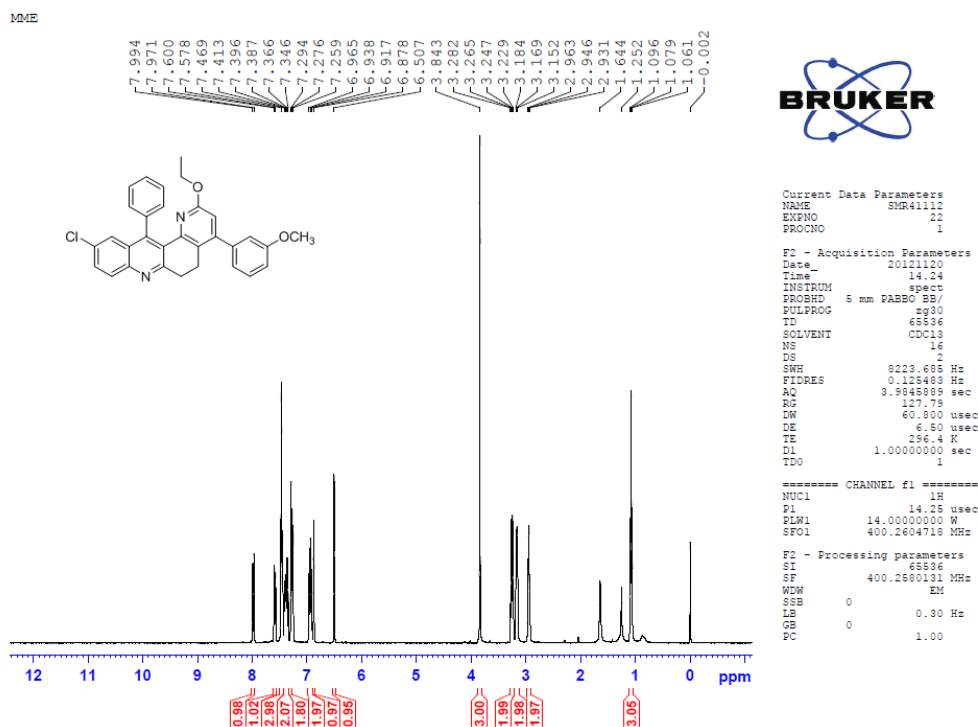 MME
7.994
7.971
7.600
7.578
7.469
7.413
7.396
7.387
7.366
7.346
7.294
7.276
7.259
6.965
6.938
6.917
6.878
6.507
3.843
3.282
3.265
3.247
3.229
3.184
3.169
3.152
2.963
2.946
2.931
1.644
1.252
1.096
1.079
1.061
-0.002
BRUKER
O
N
Cl
OCH3
N
Current Data Parameters
NAME SMR41112
EXPNO 22
PROCNO 1
F2 - Acquisition Parameters
Date_ 20121120
Time 14.24
INSTRUM spect
PROBHD 5 mm PABBO BB/
PULPROG zg30
TD 65536
SOLVENT CDCl3
NS 16
DS 2
SWH 8223.685 Hz
FIDRES 0.125483 Hz
AQ 3.9845889 sec
RG 127.79
DW 60.800 usec
DE 6.50 usec
TE 296.4 K
D1 1.00000000 sec
TD0 1
======== CHANNEL f1 ========
NUC1 1H
P1 14.25 usec
PLW1 14.00000000 W
SFO1 400.2604718 MHz
F2 - Processing parameters
SI 65536
SF 400.2580131 MHz
WDW EM
SSB 0
LB 0.30 Hz
GB 0
PC 1.00
12 11 10 9 8 7 6 5 4 3 2 1 0 ppm
0.98
1.02
2.98
2.07
1.80
1.97
0.97
0.95
3.00
1.99
1.98
1.97
3.05